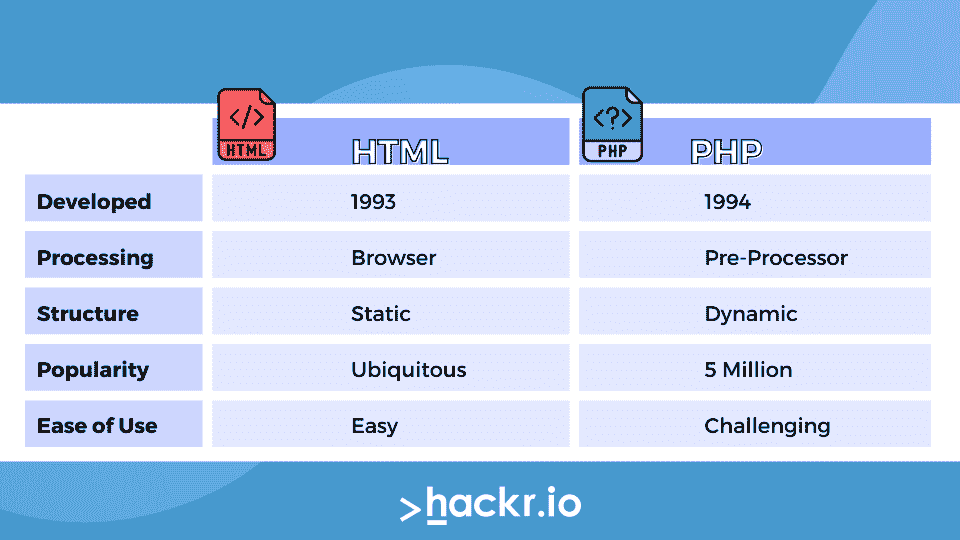 </> HTML HTML <?> PHP PHP
Developed 1993 1994
Processing Browser Pre-Processor
Structure Static Dynamic
Popularity Ubiquitous 5 Million
Ease of Use Easy Challenging
>hackr.io